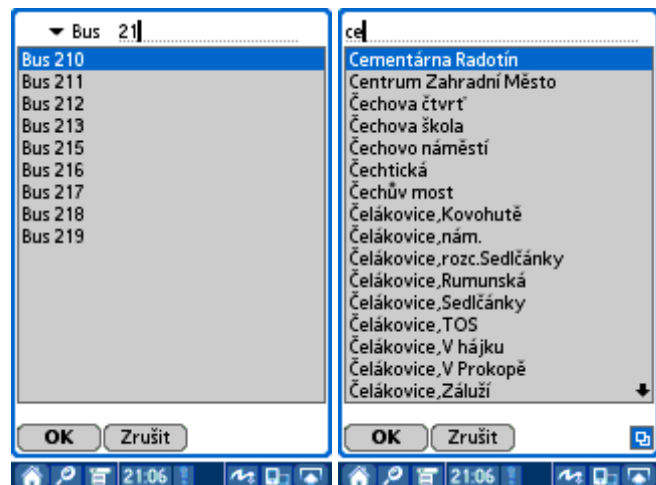 Bus 21
Bus 210
Bus 211
Bus 212
Bus 213
Bus 215
Bus 216
Bus 217
Bus 218
Bus 219
OK Zrušit
21:06
ce
Cementárna Radotín
Centrum Zahradní Město
Čechova čtvrť
Čechova škola
Čechovo náměstí
Čechtická
Čechův most
Čelákovice,Kovohutě
Čelákovice,nám.
Čelákovice,rozc.Sedlčánky
Čelákovice,Rumunská
Čelákovice,Sedlčánky
Čelákovice,TOS
Čelákovice,V hájku
Čelákovice,V Prokopě
Čelákovice,Záluží
OK Zrušit
21:06